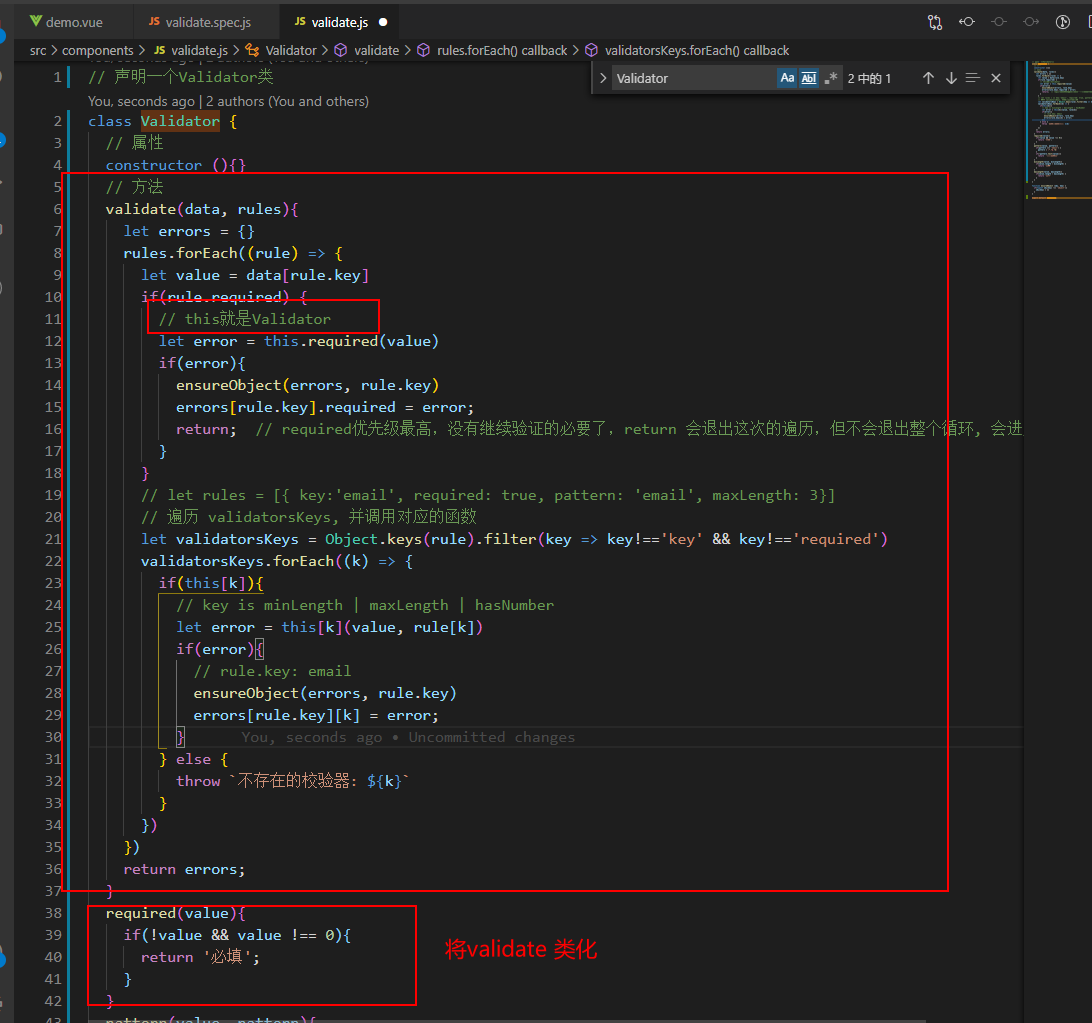 demo.vue JS validate.spec.js JS validate.js
src > components > JS validate.js > Validator > validate > rules.forEach() callback > validatorsKeys.forEach() callback
Validator Aa Abl .* 2 中的 1
1 // 声明一个Validator类
You, seconds ago | 2 authors (You and others)
2 class Validator {
3 // 属性
4 constructor (){}
5 // 方法
6 validate(data, rules){
7 let errors = {}
8 rules.forEach((rule) => {
9 let value = data[rule.key]
10 if(rule.required) {
11 // this就是Validator
12 let error = this.required(value)
13 if(error){
14 ensureObject(errors, rule.key)
15 errors[rule.key].required = error;
16 return; // required优先级最高，没有继续验证的必要了，return 会退出这次的遍历，但不会退出整个循环, 会进
17 }
18 }
19 // let rules = [{ key:'email', required: true, pattern: 'email', maxLength: 3}]
20 // 遍历 validatorsKeys, 并调用对应的函数
21 let validatorsKeys = Object.keys(rule).filter(key => key!=='key' && key!=='required')
22 validatorsKeys.forEach((k) => {
23 if(this[k]){
24 // key is minLength | maxLength | hasNumber
25 let error = this[k](value, rule[k])
26 if(error){
27 // rule.key: email
28 ensureObject(errors, rule.key)
29 errors[rule.key][k] = error;
30 } You, seconds ago • Uncommitted changes
31 } else {
32 throw `不存在的校验器: ${k}`
33 }
34 })
35 })
36 return errors;
37 }
38 required(value){
39 if(!value && value !== 0){
40 return '必填';
41 }
42 }
将validate 类化
43 pattern(value, pattern){